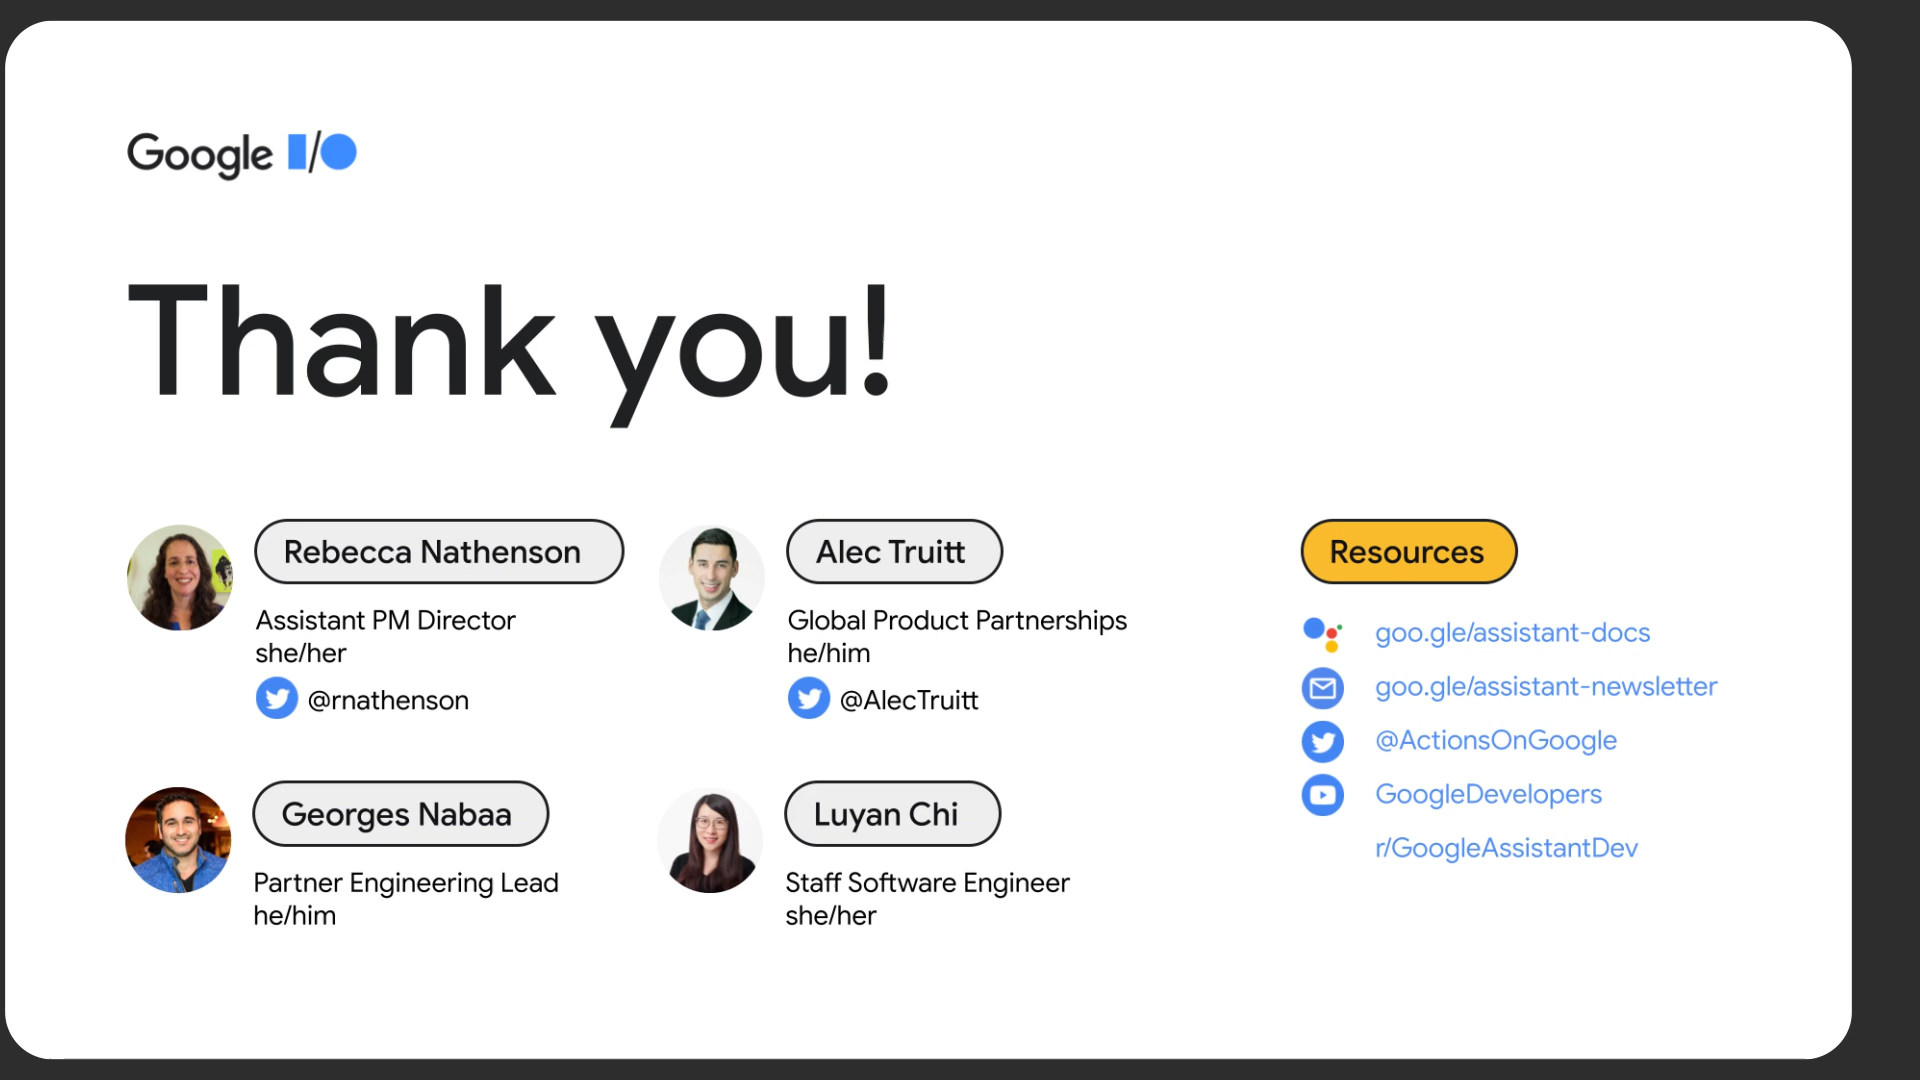 Google I/O
Thank you!
Rebecca Nathenson
Assistant PM Director
she/her
@rnathenson
Alec Truitt
Global Product Partnerships
he/him
@AlecTruitt
Georges Nabaa
Partner Engineering Lead
he/him
Luyan Chi
Staff Software Engineer
she/her
Resources
goo.gle/assistant-docs
goo.gle/assistant-newsletter
@ActionsOnGoogle
GoogleDevelopers
r/GoogleAssistantDev